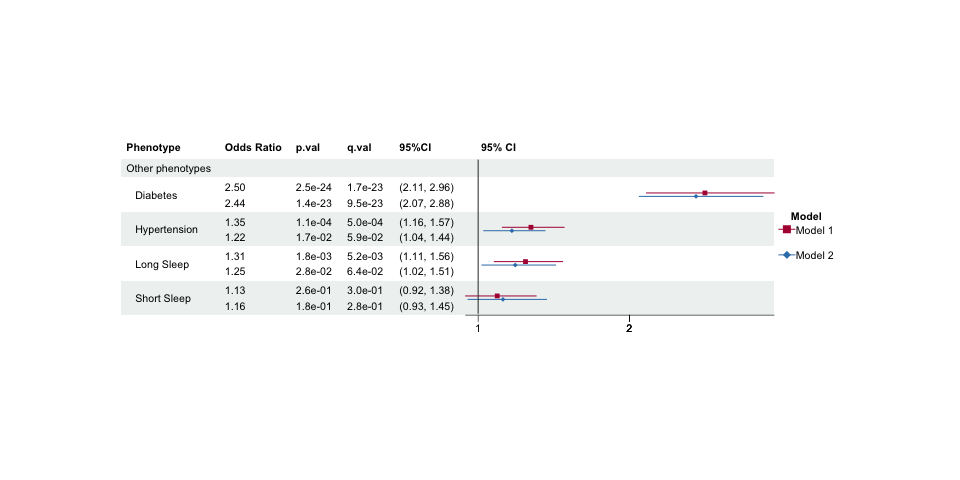 Phenotype Odds Ratio p.val q.val 95%CI 95% CI
Other phenotypes
Diabetes
2.50 2.5e-24 1.7e-23 (2.11, 2.96)
2.44 1.4e-23 9.5e-23 (2.07, 2.88)
Hypertension
1.35 1.1e-04 5.0e-04 (1.16, 1.57)
1.22 1.7e-02 5.9e-02 (1.04, 1.44)
Long Sleep
1.31 1.8e-03 5.2e-03 (1.11, 1.56)
1.25 2.8e-02 6.4e-02 (1.02, 1.51)
Short Sleep
1.13 2.6e-01 3.0e-01 (0.92, 1.38)
1.16 1.8e-01 2.8e-01 (0.93, 1.45)
1 2
Model
Model 1
Model 2